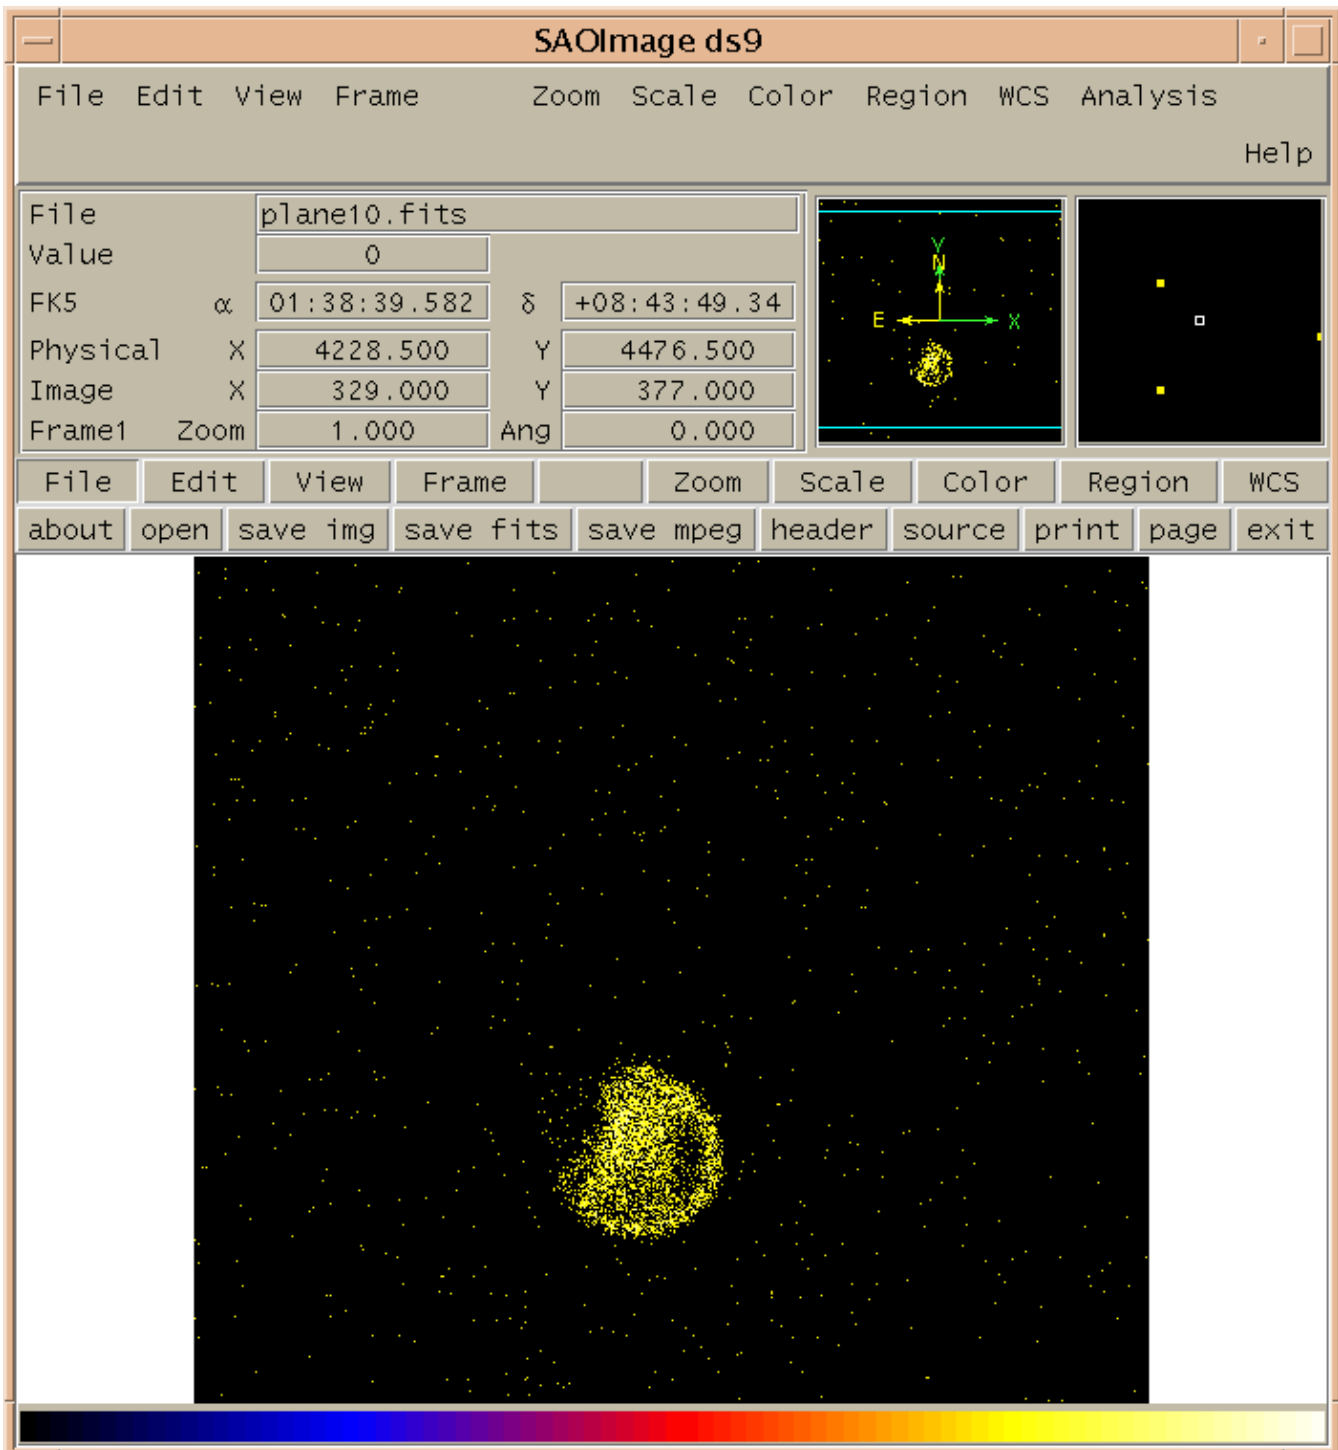 SAOImage ds9
File Edit View Frame Zoom Scale Color Region WCS Analysis
Help
File plane10.fits
Value 0
FK5 α 01:38:39.582 δ +08:43:49.34
Physical X 4228.500 Y 4476.500
Image X 329.000 Y 377.000
Frame1 Zoom 1.000 Ang 0.000
Y
N
E X
File Edit View Frame Zoom Scale Color Region WCS
about open save img save fits save mpeg header source print page exit